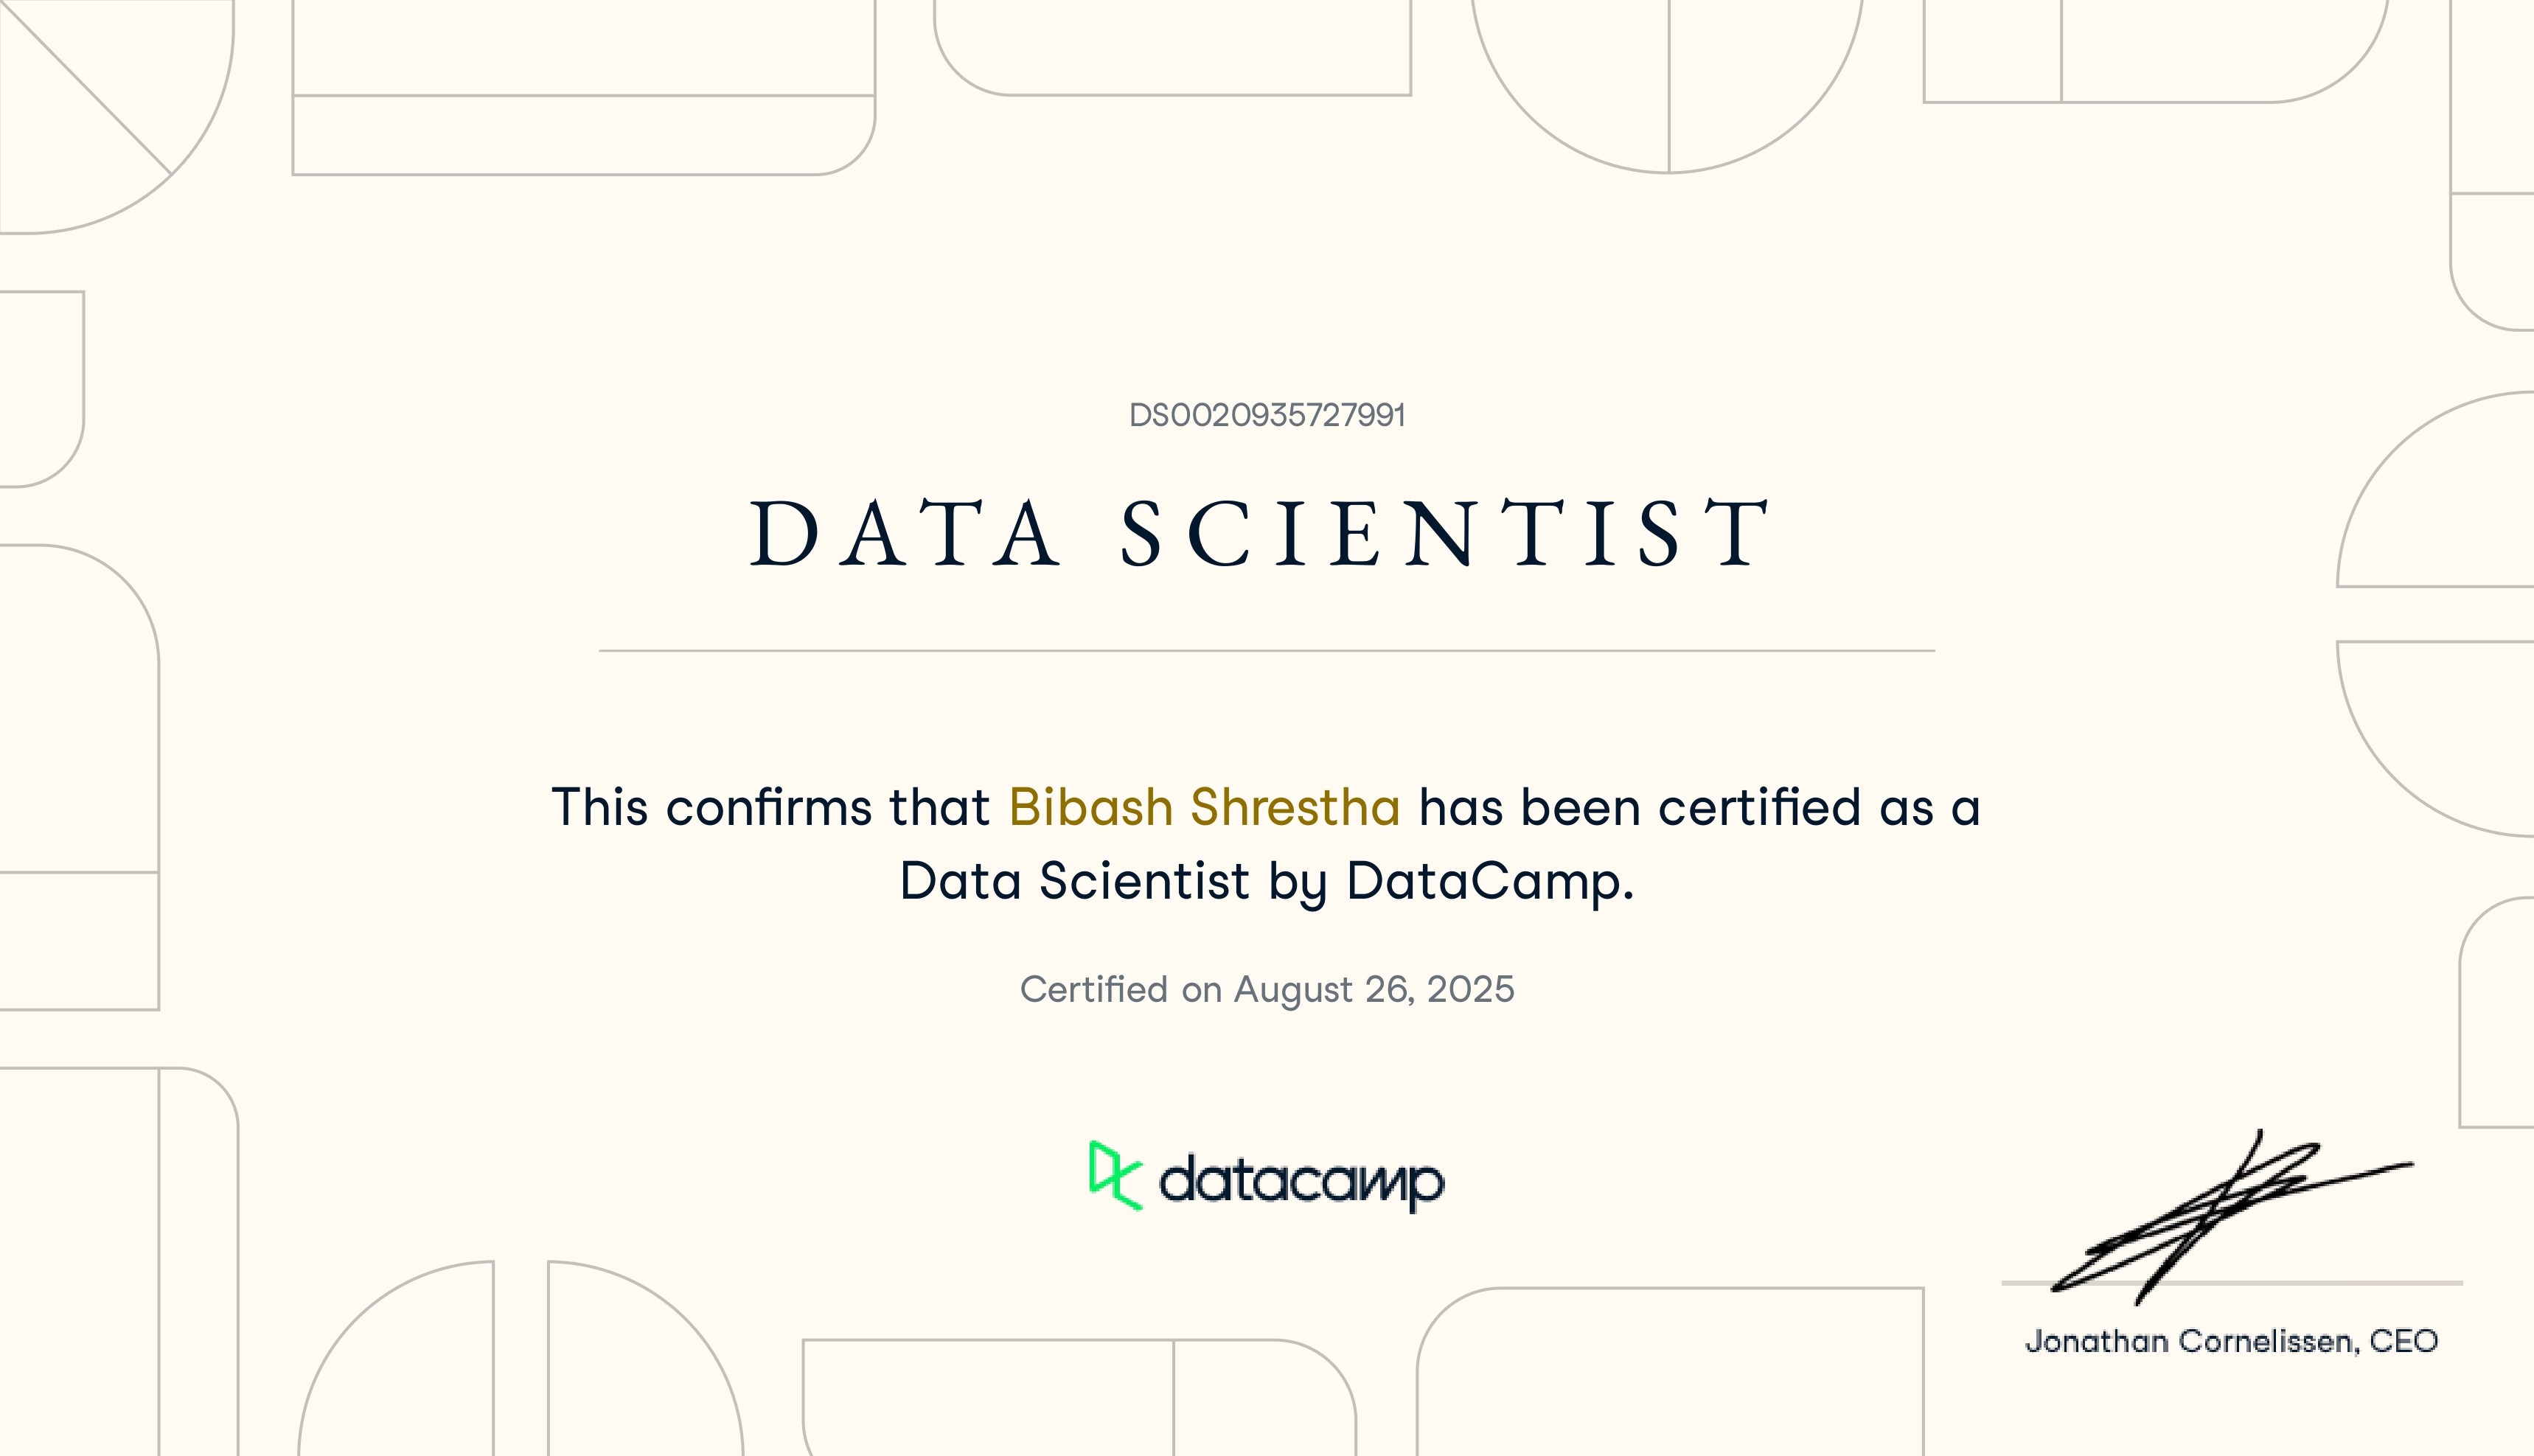 DS0020935727991
DATA SCIENTIST
This confirms that Bibash Shrestha has been certified as a
Data Scientist by DataCamp.
Certified on August 26, 2025
datacamp
Jonathan Cornelissen, CEO